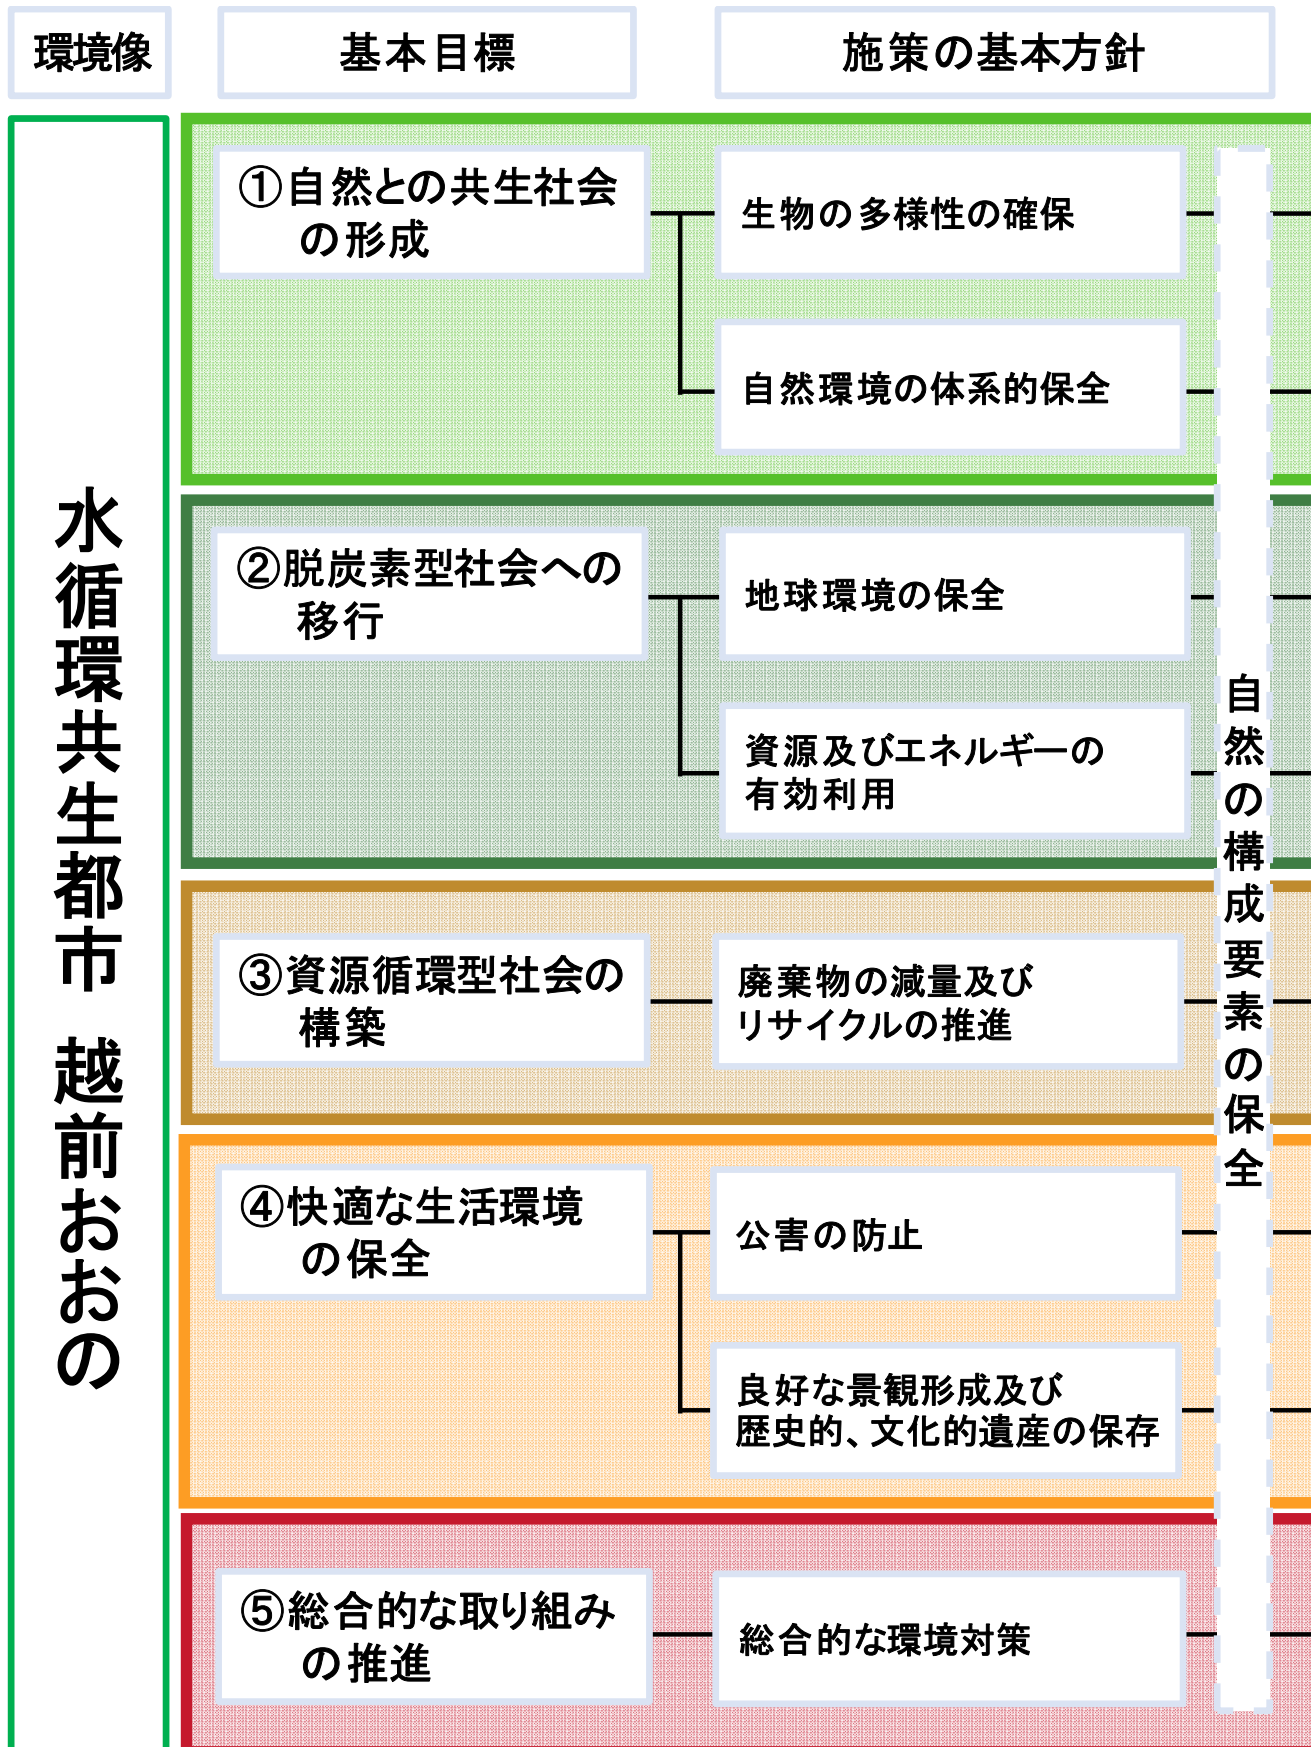 環境像
基本目標
施策の基本方針
水循環共生都市 越前おおの
①自然との共生社会
の形成
生物の多様性の確保
自然環境の体系的保全
②脱炭素型社会への
移行
地球環境の保全
資源及びエネルギーの
有効利用
③資源循環型社会の
構築
廃棄物の減量及び
リサイクルの推進
④快適な生活環境
の保全
公害の防止
良好な景観形成及び
歴史的、文化的遺産の保存
⑤総合的な取り組み
の推進
総合的な環境対策
自然の構成要素の保全